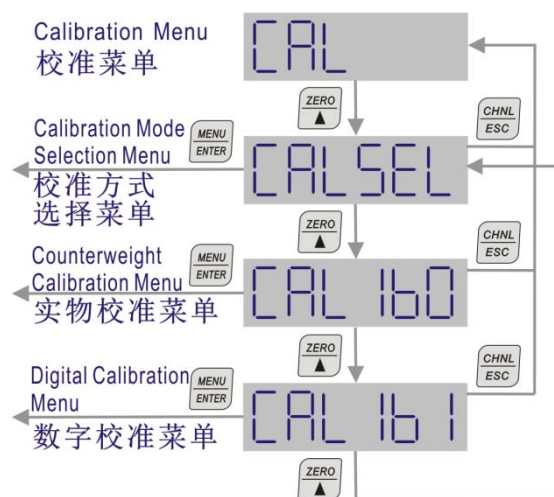 Calibration Menu
校准菜单
CAL
ZERO
CHNL
ESC
Calibration Mode
Selection Menu
校准方式
选择菜单
MENU
ENTER
CALSEL
ZERO
CHNL
ESC
Counterweight
Calibration Menu
实物校准菜单
MENU
ENTER
CAL Ib0
ZERO
CHNL
ESC
Digital Calibration
Menu
数字校准菜单
MENU
ENTER
CAL Ib1
ZERO